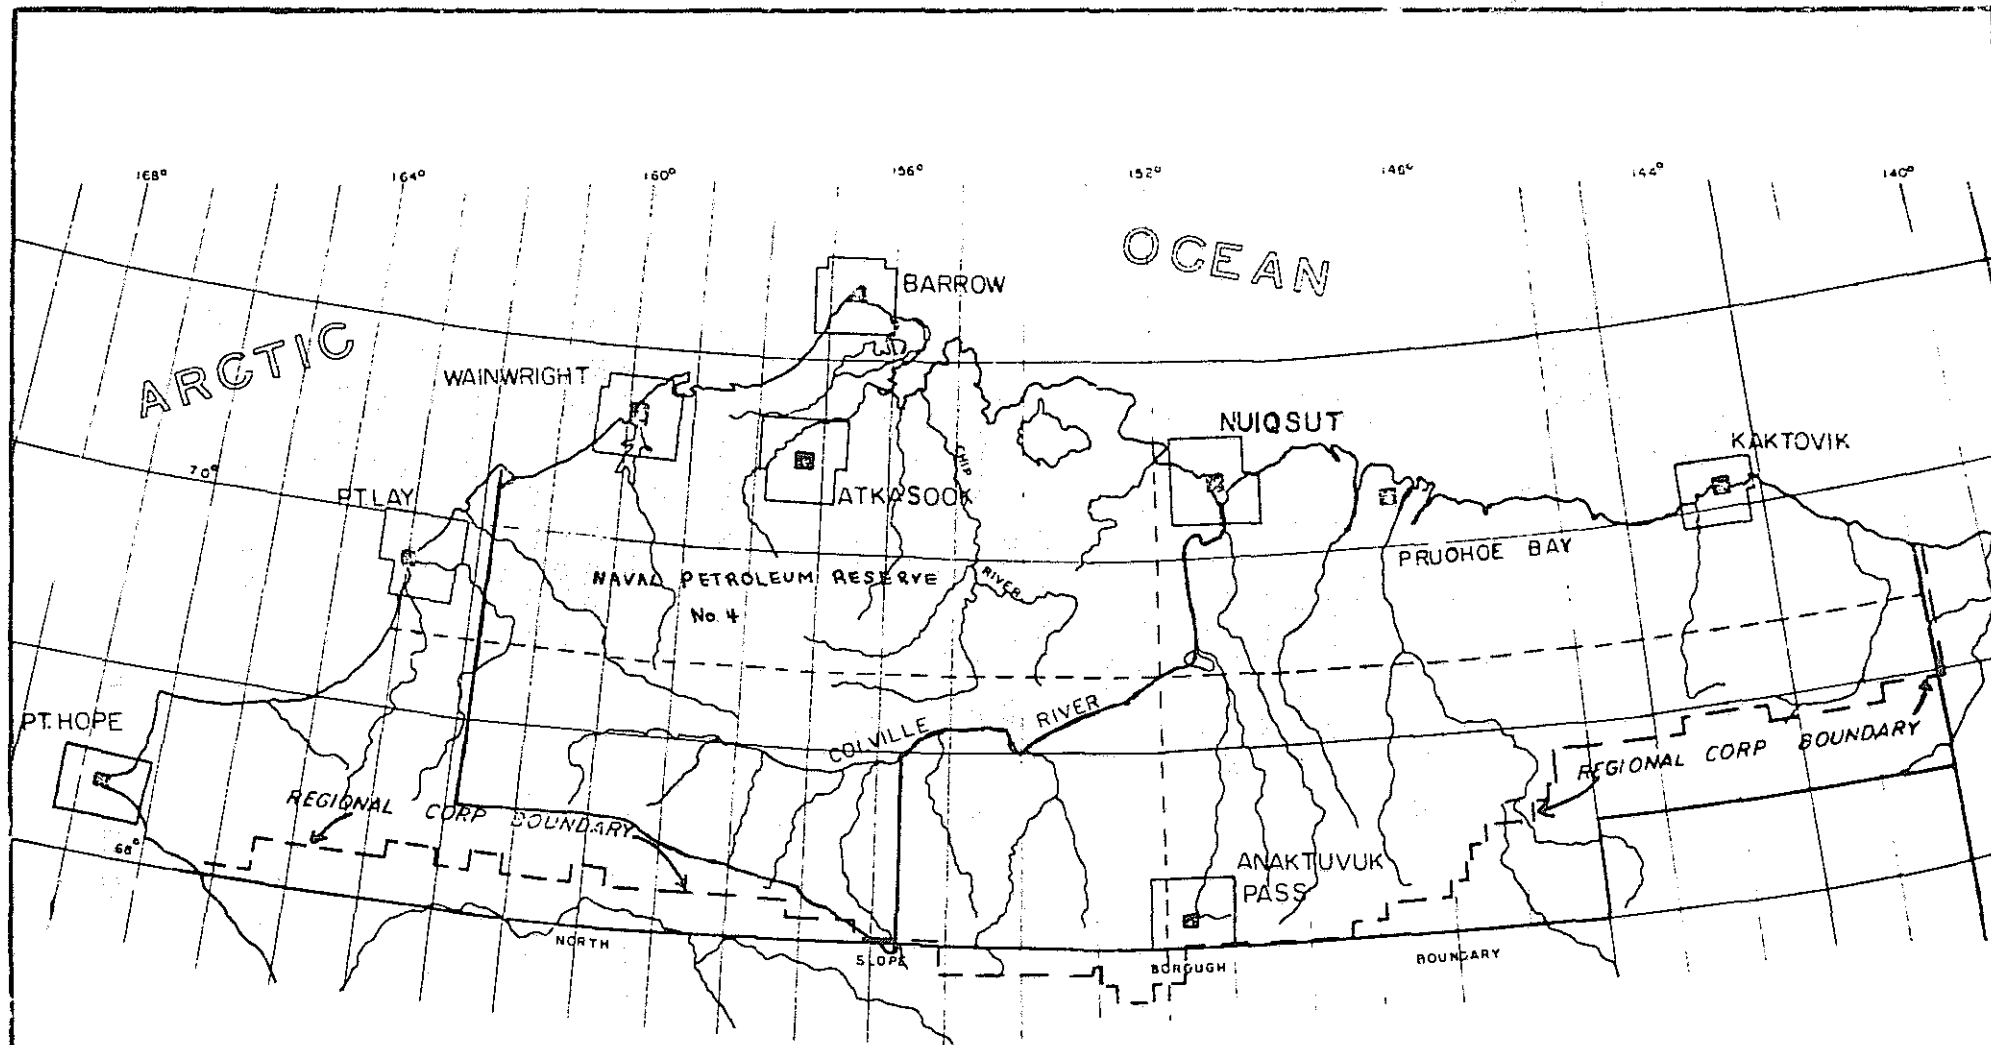 168°
164°
160°
156°
152°
148°
144°
140°
ARCTIC
OCEAN
BARROW
WAINWRIGHT
NUIQSUT
KAKTOVIK
70°
PT.LAY
ATKASOOK
CHIP
RIVER
PRUOHOE BAY
NAVAL PETROLEUM RESERVE
No. 4
PT. HOPE
COLVILLE
RIVER
REGIONAL CORP BOUNDARY
REGIONAL CORP BOUNDARY
68°
ANAKTUVUK
PASS
NORTH
SLOPE
BOROUGH
BOUNDARY